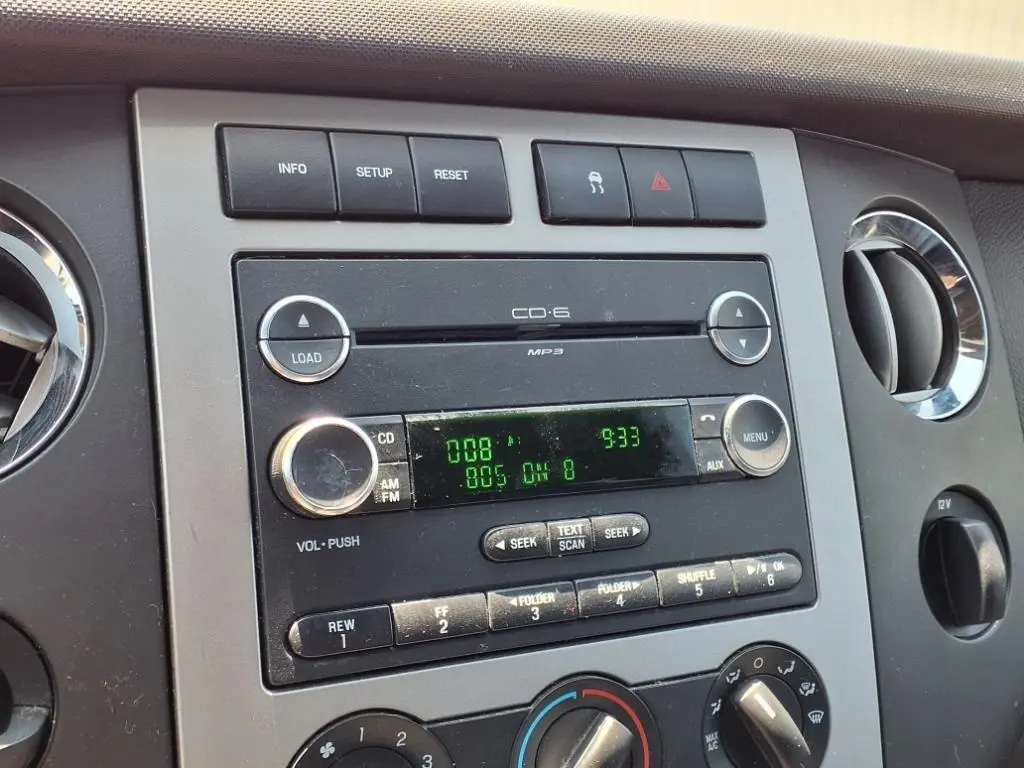 INFO SETUP RESET
CD·6
LOAD
MP3
CD
008 9:33
MENU
AM
FM
80S ON 8
AUX
VOL·PUSH
SEEK TEXT SCAN SEEK
REW 1
FF 2
FOLDER 3
FOLDER 4
SHUFFLE 5
OK 6
12V
1 2 3
MAX
A/C
O